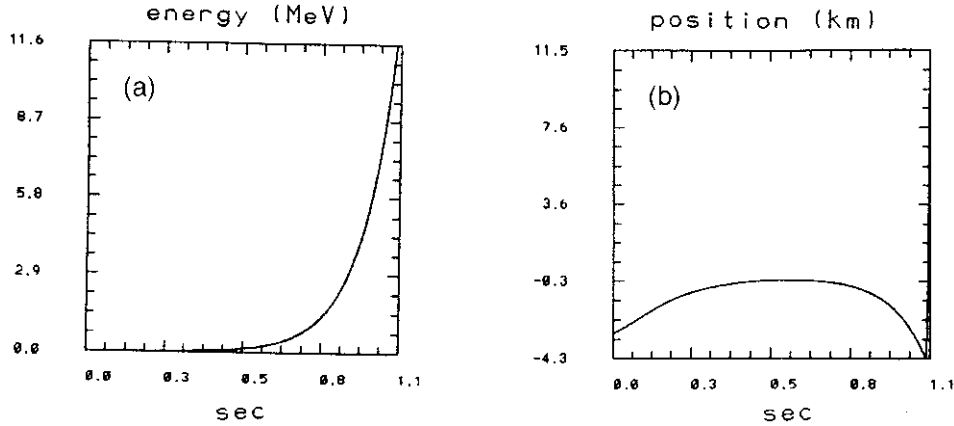 energy (MeV)
11.6
(a)
8.7
5.8
2.9
0.0
0.0 0.3 0.5 0.8 1.1
sec
position (km)
11.5
(b)
7.6
3.6
-0.3
-4.3
0.0 0.3 0.5 0.8 1.1
sec